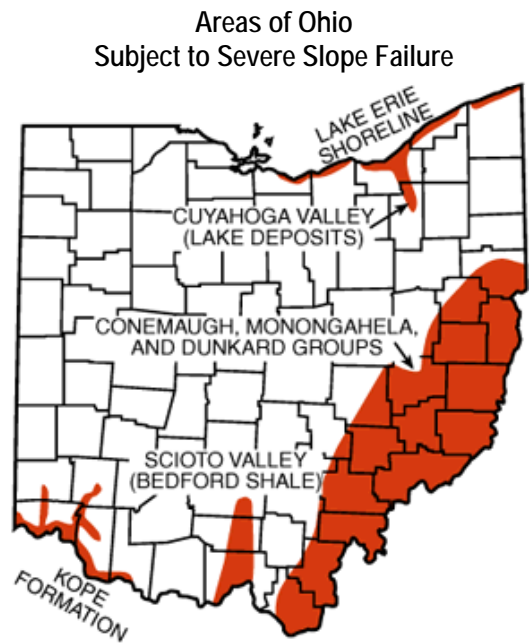 Areas of Ohio
Subject to Severe Slope Failure
LAKE ERIE
SHORELINE
CUYAHOGA VALLEY
(LAKE DEPOSITS)
CONEMAUGH, MONONGAHELA,
AND DUNKARD GROUPS
SCIOTO VALLEY
(BEDFORD SHALE)
KOPE
FORMATION